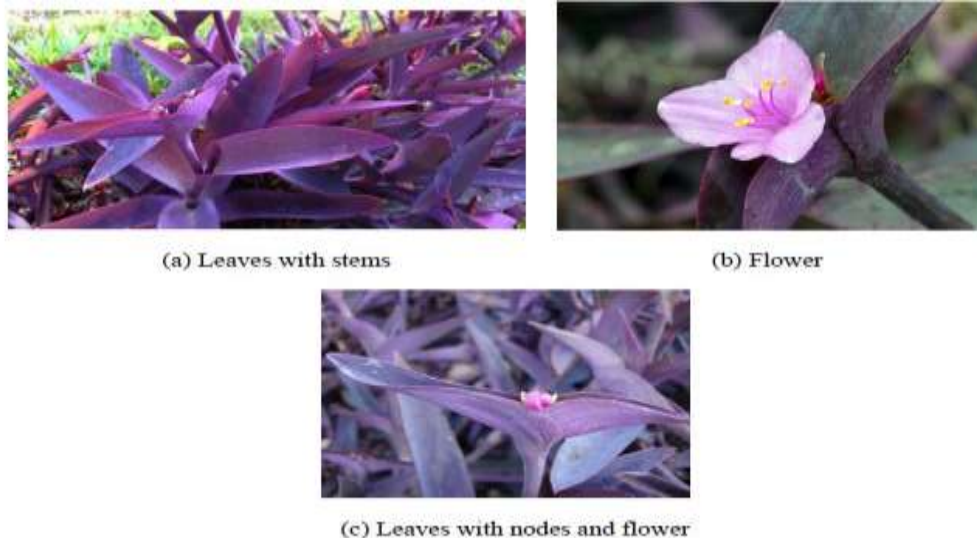 (a) Leaves with stems
(b) Flower
(c) Leaves with nodes and flower